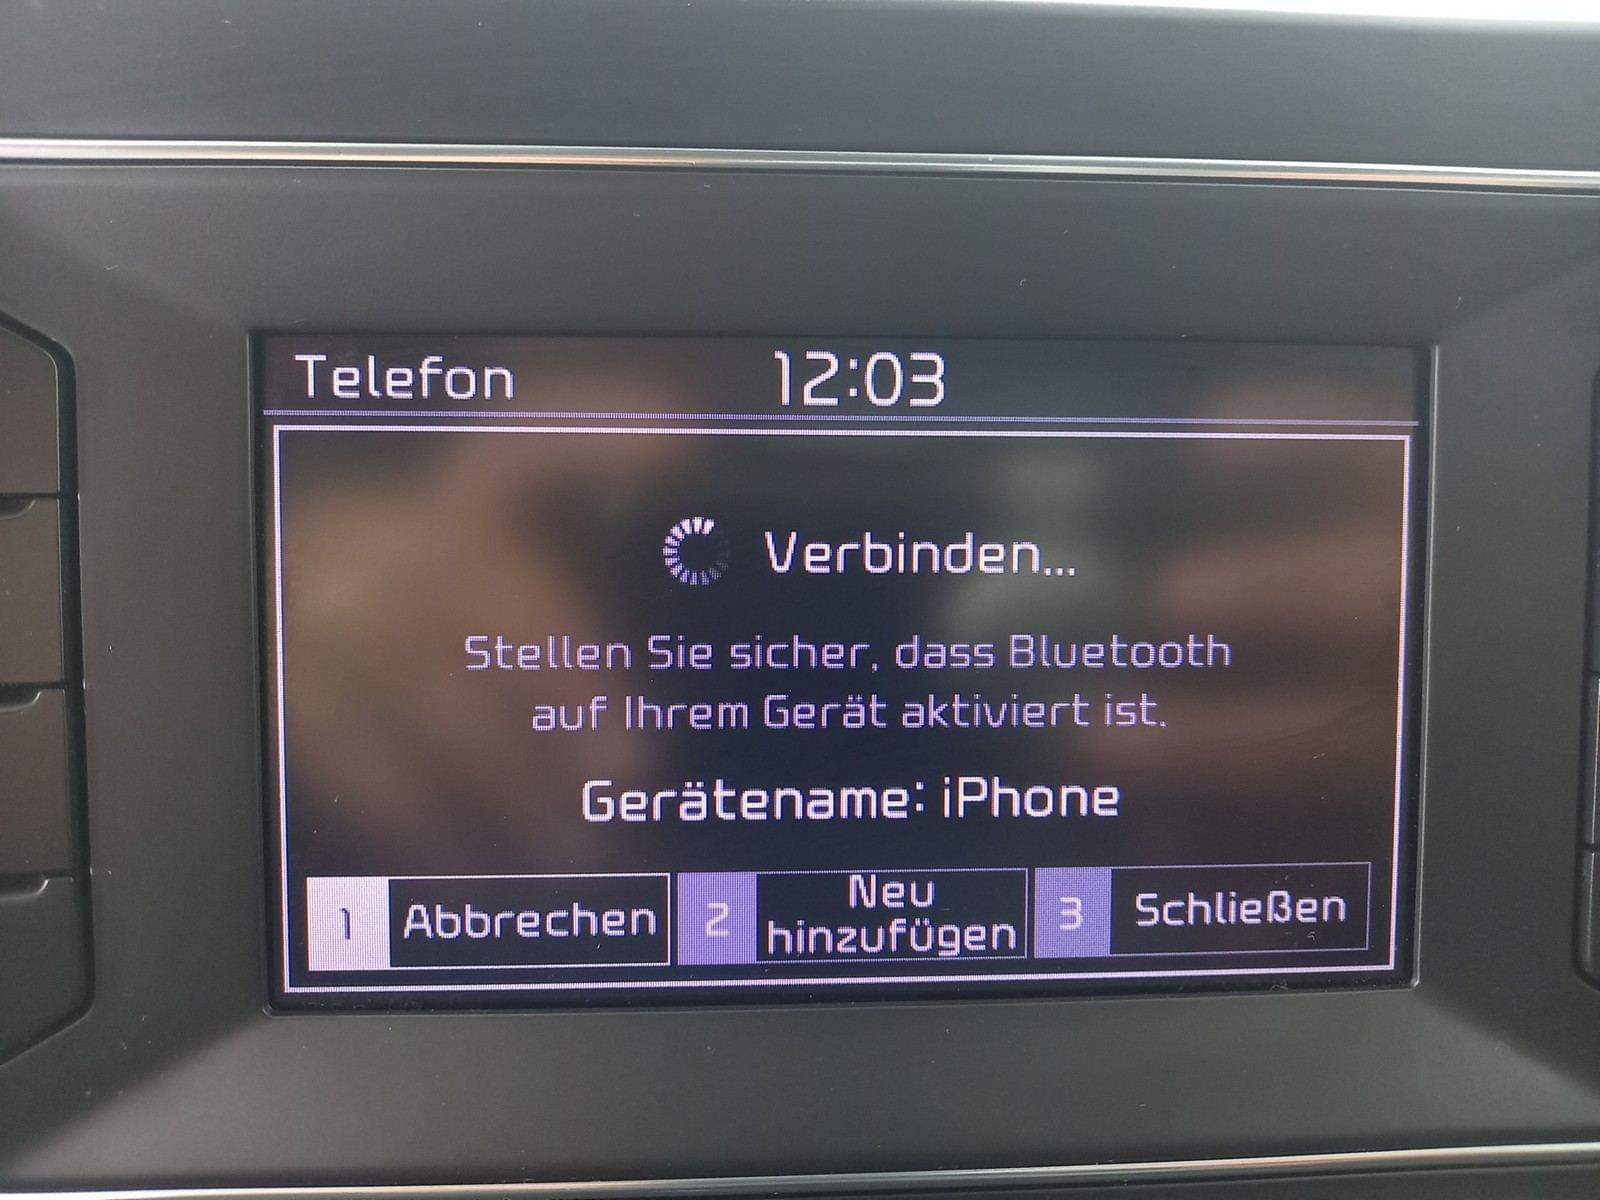 Telefon 12:03
Verbinden...
Stellen Sie sicher, dass Bluetooth
auf Ihrem Gerät aktiviert ist.
Gerätename: iPhone
1 Abbrechen 2 Neu hinzufügen 3 Schließen